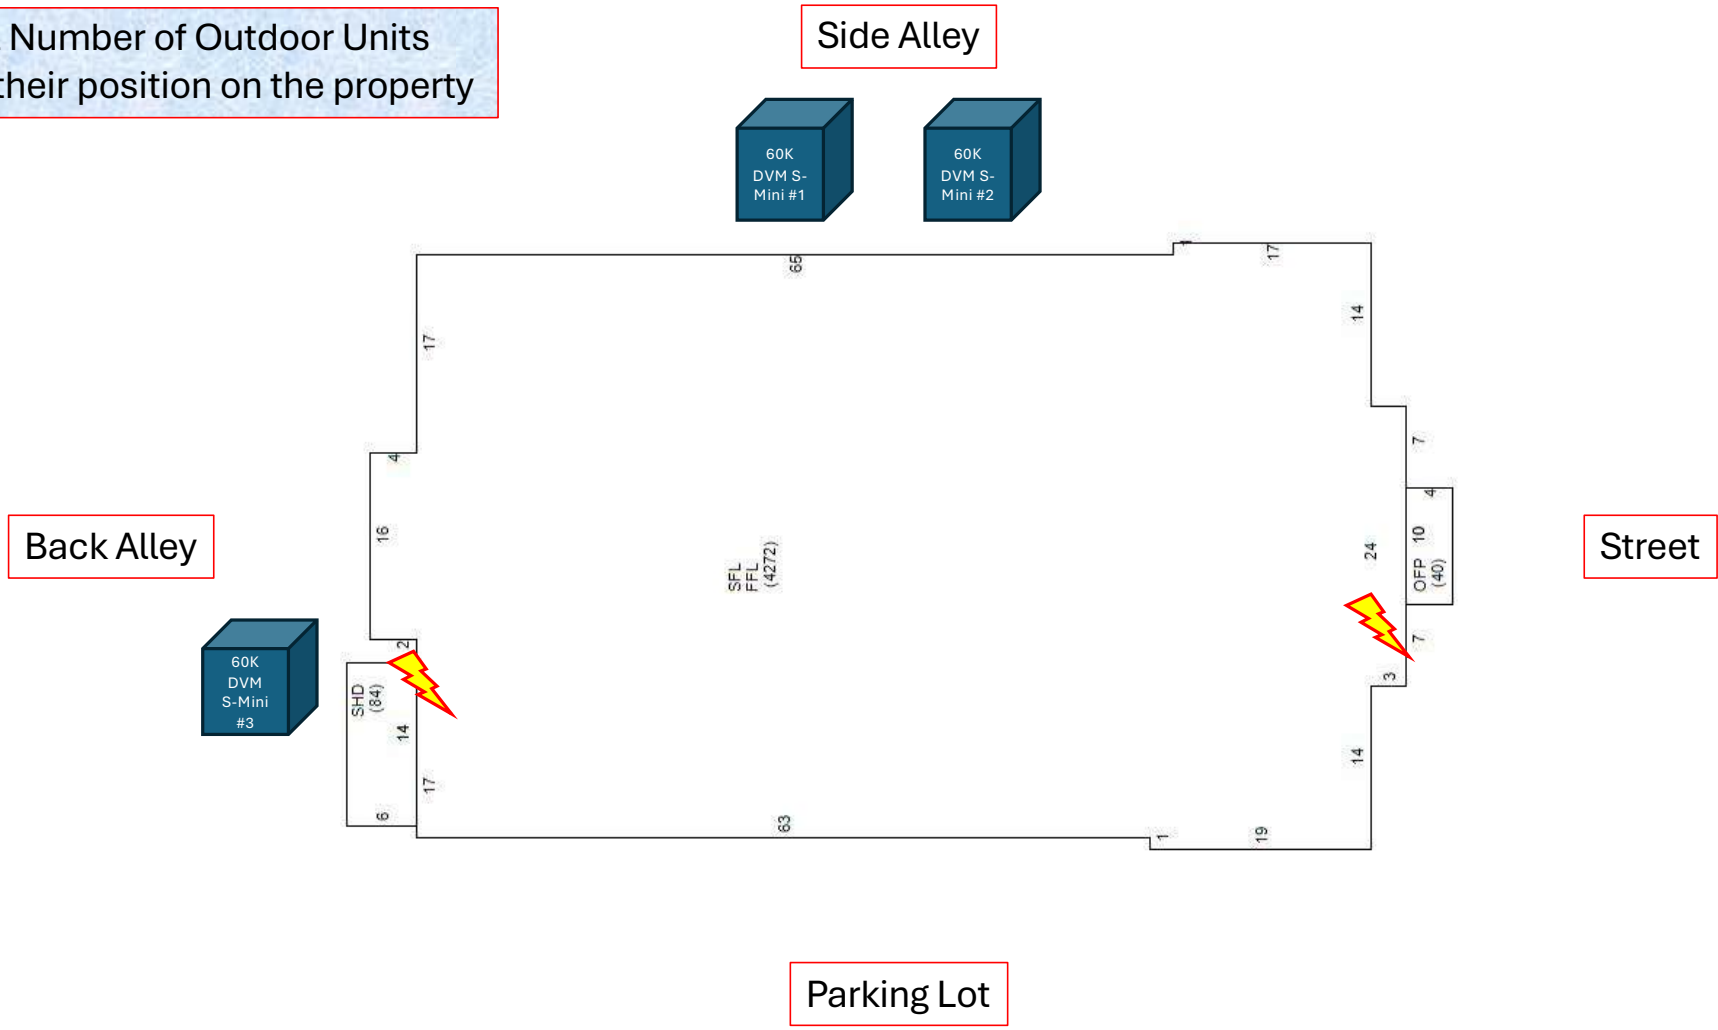 Number of Outdoor Units
their position on the property
Side Alley
60K
DVM S-
Mini #1
60K
DVM S-
Mini #2
65
1
17
17
14
4
7
16
4
10
OFP
(40)
24
Back Alley
Street
SFL
FFL
(4272)
60K
DVM
S-Mini
#3
2
7
3
SHD
(84)
14
17
6
14
63
1
19
Parking Lot